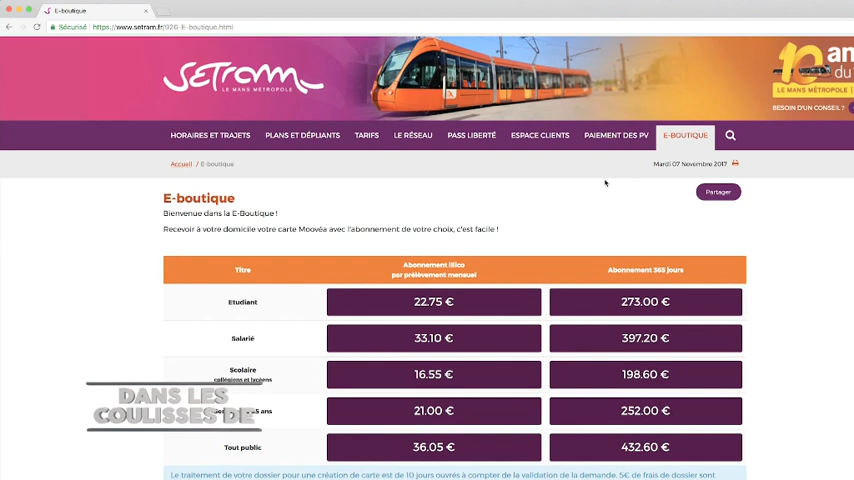 E-boutique
Sécurisé
https://www.setram.fr/926-E-boutique.html
SETRAM
LE MANS MÉTROPOLE
ans
du
LE MANS MÉTROPOLE
BESOIN D'UN CONSEIL ?
HORAIRES ET TRAJETS
PLANS ET DÉPLIANTS
TARIFS
LE RÉSEAU
PASS LIBERTÉ
ESPACE CLIENTS
PAIEMENT DES PV
E-BOUTIQUE
Accueil / E-boutique
Mardi 07 Novembre 2017
Partager
E-boutique
Bienvenue dans la E-Boutique !
Recevoir à votre domicile votre carte Moovéa avec l'abonnement de votre choix, c'est facile !
Titre
Abonnement illico
par prélèvement mensuel
Abonnement 365 jours
Etudiant
22.75 €
273.00 €
Salarié
33.10 €
397.20 €
Scolaire
collégiens et lycéens
16.55 €
198.60 €
ans
21.00 €
252.00 €
Tout public
36.05 €
432.60 €
DANS LES
COULISSES DE
Le traitement de votre dossier pour une création de carte est de 10 jours ouvrés à compter de la validation de la demande. 5€ de frais de dossier sont